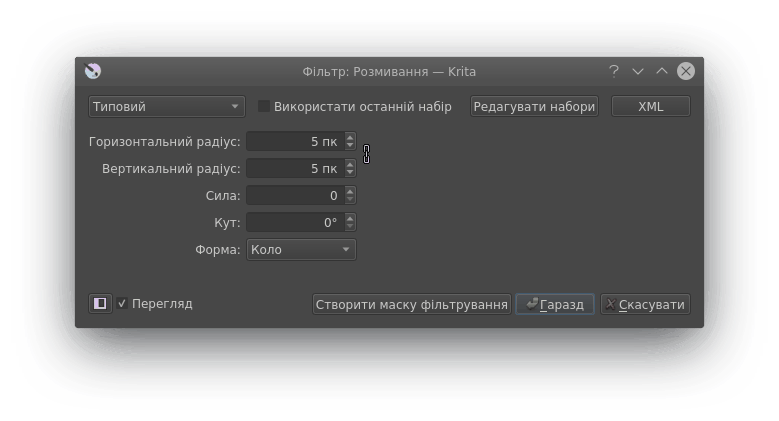 Фільтр: Розмивання — Krita
Типовий Використати останній набір Редагувати набори XML
Горизонтальний радіус: 5 пк
Вертикальний радіус: 5 пк
Сила: 0
Кут: 0°
Форма: Коло
Перегляд Створити маску фільтрування Гаразд Скасувати